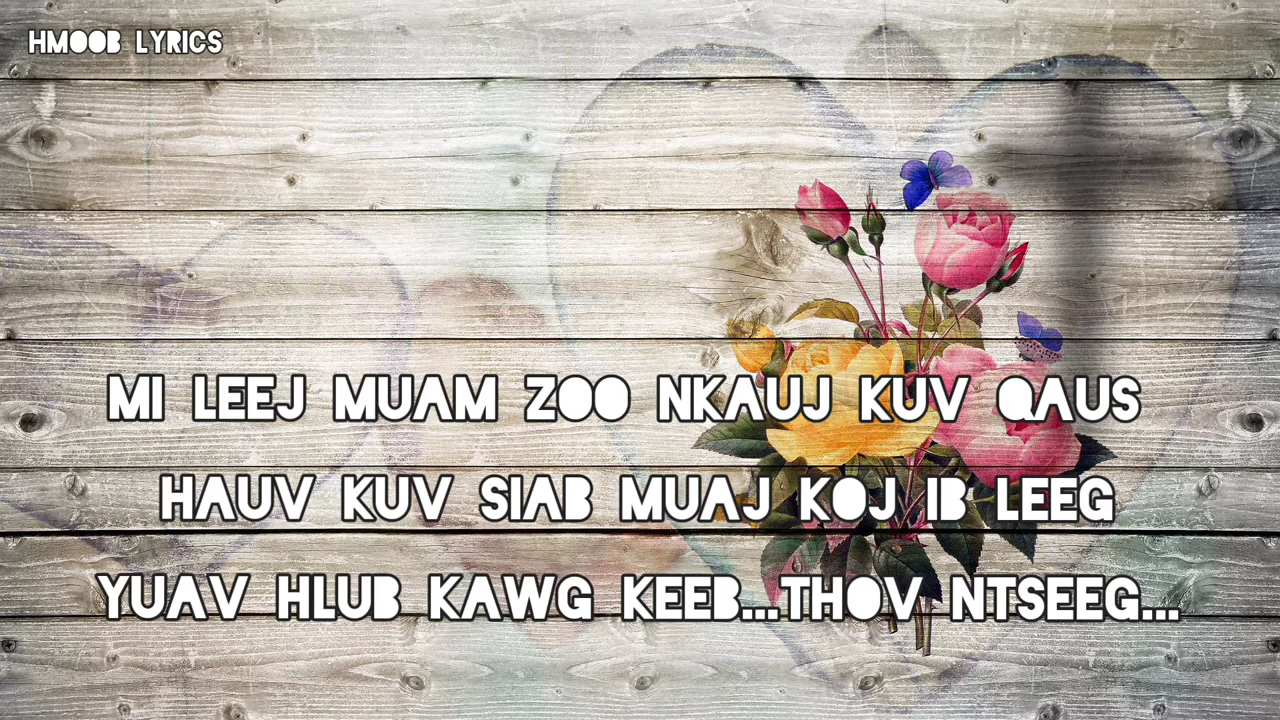 HMOOB LYRICS
MI LEEJ MUAM ZOO NKAUJ KUV QAUS
HAUV KUV SIAB MUAJ KOJ IB LEEG
YUAV HLUB KAWG KEEB...THOV NTSEEG...